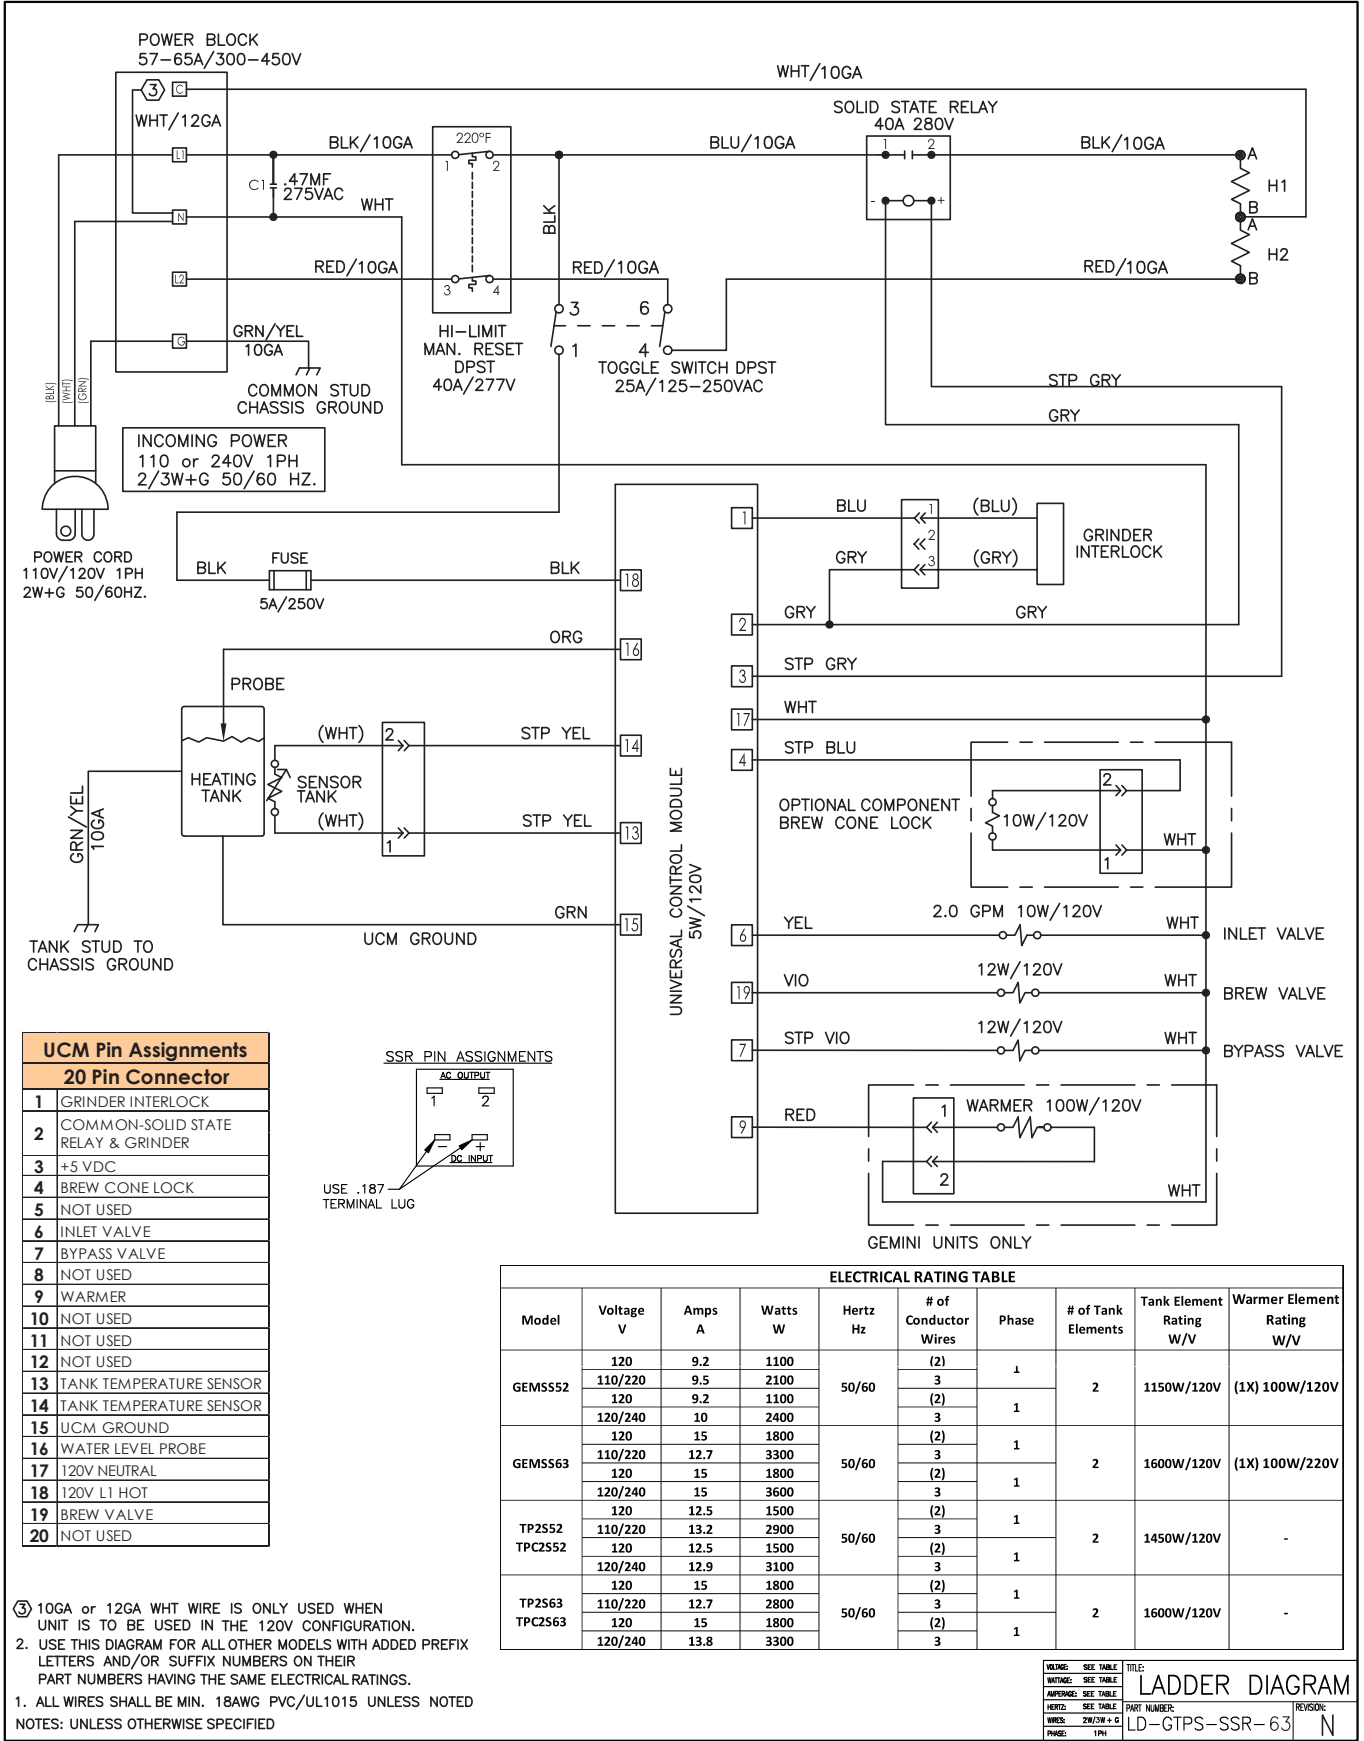 POWER BLOCK
57-65A/300-450V
3
C
WHT/12GA
WHT/10GA
SOLID STATE RELAY
40A 280V
L1
BLK/10GA
220°F
1
2
BLU/10GA
1
2
BLK/10GA
A
H1
B
A
H2
B
C1
.47MF
275VAC
N
WHT
BLK
-
+
L2
RED/10GA
3
4
RED/10GA
RED/10GA
HI-LIMIT
MAN. RESET
DPST
40A/277V
3
6
1
4
TOGGLE SWITCH DPST
25A/125-250VAC
G
GRN/YEL
10GA
COMMON STUD
CHASSIS GROUND
(BLK)
(WHT)
(GRN)
STP GRY
GRY
INCOMING POWER
110 or 240V 1PH
2/3W+G 50/60 HZ.
POWER CORD
110V/120V 1PH
2W+G 50/60HZ.
BLK
FUSE
5A/250V
BLK
18
ORG
16
PROBE
HEATING
TANK
SENSOR
TANK
(WHT)
2
STP YEL
14
(WHT)
1
STP YEL
13
GRN/YEL
10GA
TANK STUD TO
CHASSIS GROUND
GRN
15
UCM GROUND
UNIVERSAL CONTROL MODULE
5W/120V
1
BLU
1
(BLU)
2
GRY
3
(GRY)
GRINDER
INTERLOCK
2
GRY
GRY
3
STP GRY
17
WHT
4
STP BLU
OPTIONAL COMPONENT
BREW CONE LOCK
10W/120V
2
1
WHT
6
YEL
2.0 GPM 10W/120V
WHT
INLET VALVE
19
VIO
12W/120V
WHT
BREW VALVE
7
STP VIO
12W/120V
WHT
BYPASS VALVE
9
RED
1
WARMER 100W/120V
2
WHT
GEMINI UNITS ONLY
UCM Pin Assignments
20 Pin Connector
1 GRINDER INTERLOCK
2 COMMON-SOLID STATE
RELAY & GRINDER
3 +5 VDC
4 BREW CONE LOCK
5 NOT USED
6 INLET VALVE
7 BYPASS VALVE
8 NOT USED
9 WARMER
10 NOT USED
11 NOT USED
12 NOT USED
13 TANK TEMPERATURE SENSOR
14 TANK TEMPERATURE SENSOR
15 UCM GROUND
16 WATER LEVEL PROBE
17 120V NEUTRAL
18 120V L1 HOT
19 BREW VALVE
20 NOT USED
SSR PIN ASSIGNMENTS
AC OUTPUT
1
2
-
+
DC INPUT
USE .187
TERMINAL LUG
ELECTRICAL RATING TABLE
Model Voltage V Amps A Watts W Hertz Hz # of Conductor Wires Phase # of Tank Elements Tank Element Rating W/V Warmer Element Rating W/V
GEMSS52 50/60 2 1150W/120V (1X) 100W/120V
120 9.2 1100 (2) 1
110/220 9.5 2100 3
120 9.2 1100 (2) 1
120/240 10 2400 3
GEMSS63 50/60 2 1600W/120V (1X) 100W/220V
120 15 1800 (2) 1
110/220 12.7 3300 3
120 15 1800 (2) 1
120/240 15 3600 3
TP2S52 TPC2S52 50/60 2 1450W/120V -
120 12.5 1500 (2) 1
110/220 13.2 2900 3
120 12.5 1500 (2) 1
120/240 12.9 3100 3
TP2S63 TPC2S63 50/60 2 1600W/120V -
120 15 1800 (2) 1
110/220 12.7 2800 3
120 15 1800 (2) 1
120/240 13.8 3300 3
3 10GA or 12GA WHT WIRE IS ONLY USED WHEN
UNIT IS TO BE USED IN THE 120V CONFIGURATION.
2. USE THIS DIAGRAM FOR ALL OTHER MODELS WITH ADDED PREFIX
LETTERS AND/OR SUFFIX NUMBERS ON THEIR
PART NUMBERS HAVING THE SAME ELECTRICAL RATINGS.
1. ALL WIRES SHALL BE MIN. 18AWG PVC/UL1015 UNLESS NOTED
NOTES: UNLESS OTHERWISE SPECIFIED
VOLTAGE: SEE TABLE
WATTAGE: SEE TABLE
AMPERAGE: SEE TABLE
HERTZ: SEE TABLE
WIRES: 2W/3W + G
PHASE: 1PH
TITLE:
LADDER DIAGRAM
PART NUMBER:
LD-GTPS-SSR-63
REVISION:
N